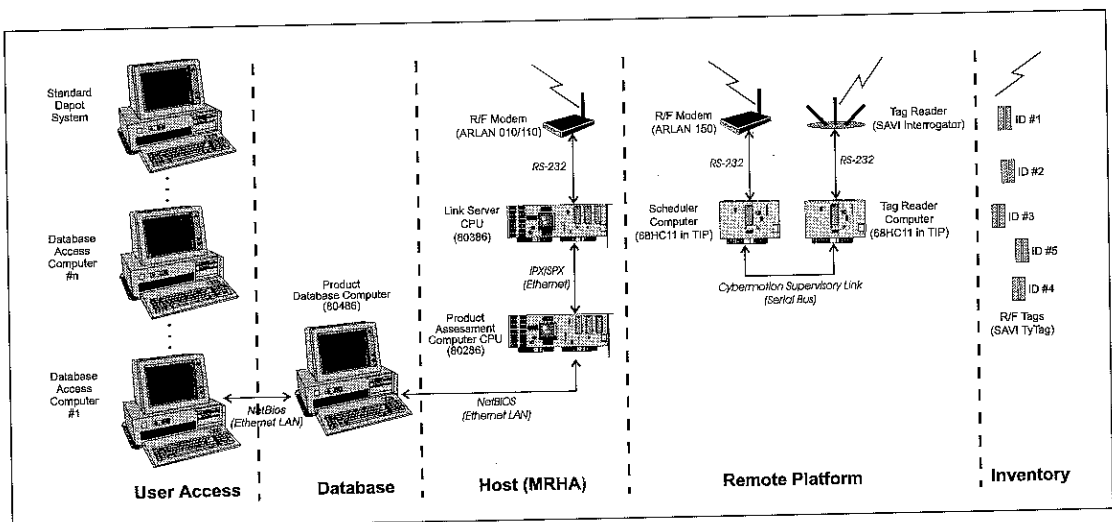 Standard
Depot
System
Database
Access
Computer
#n
Database
Access
Computer
#1
NetBios
(Ethernet LAN)
Product
Database Computer
(80486)
R/F Modem
(ARLAN 010/110)
RS-232
Link Server
CPU
(80386)
IPX/SPX
(Ethernet)
Product
Assesament
Computer CPU
(80286)
NetBIOS
(Ethernet LAN)
R/F Modem
(ARLAN 150)
RS-232
Scheduler
Computer
(68HC11 in TIP)
Tag Reader
(SAVI Interrogator)
RS-232
Tag Reader
Computer
(68HC11 in TIP)
Cybermotion Supervisory Link
(Serial Bus)
ID #1
ID #2
ID #3
ID #5
ID #4
R/F Tags
(SAVI TyTag)
User Access
Database
Host (MRHA)
Remote Platform
Inventory